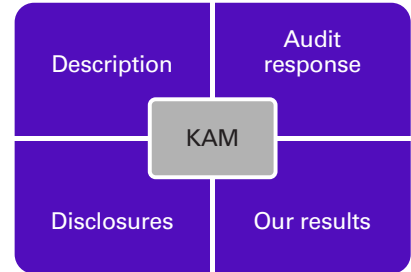 Description
Audit
response
KAM
Disclosures
Our results